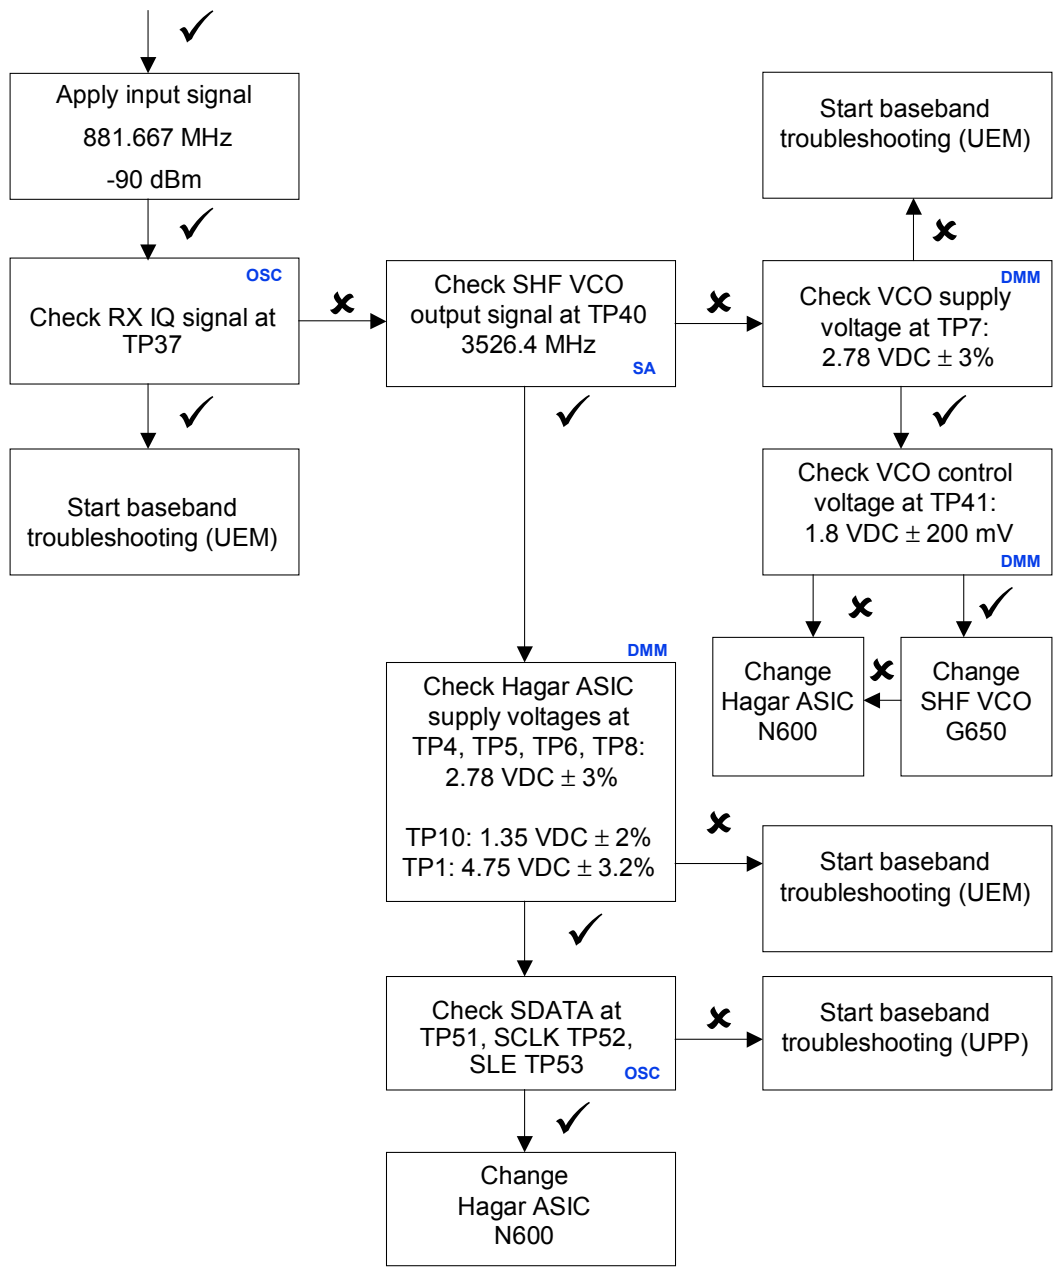 Apply input signal
881.667 MHz
-90 dBm
OSC
Check RX IQ signal at
TP37
Start baseband
troubleshooting (UEM)
Check SHF VCO
output signal at TP40
3526.4 MHz
SA
Start baseband
troubleshooting (UEM)
DMM
Check VCO supply
voltage at TP7:
2.78 VDC ± 3%
Check VCO control
voltage at TP41:
1.8 VDC ± 200 mV
DMM
Change
Hagar ASIC
N600
Change
SHF VCO
G650
DMM
Check Hagar ASIC
supply voltages at
TP4, TP5, TP6, TP8:
2.78 VDC ± 3%
TP10: 1.35 VDC ± 2%
TP1: 4.75 VDC ± 3.2%
Start baseband
troubleshooting (UEM)
Check SDATA at
TP51, SCLK TP52,
SLE TP53
OSC
Start baseband
troubleshooting (UPP)
Change
Hagar ASIC
N600